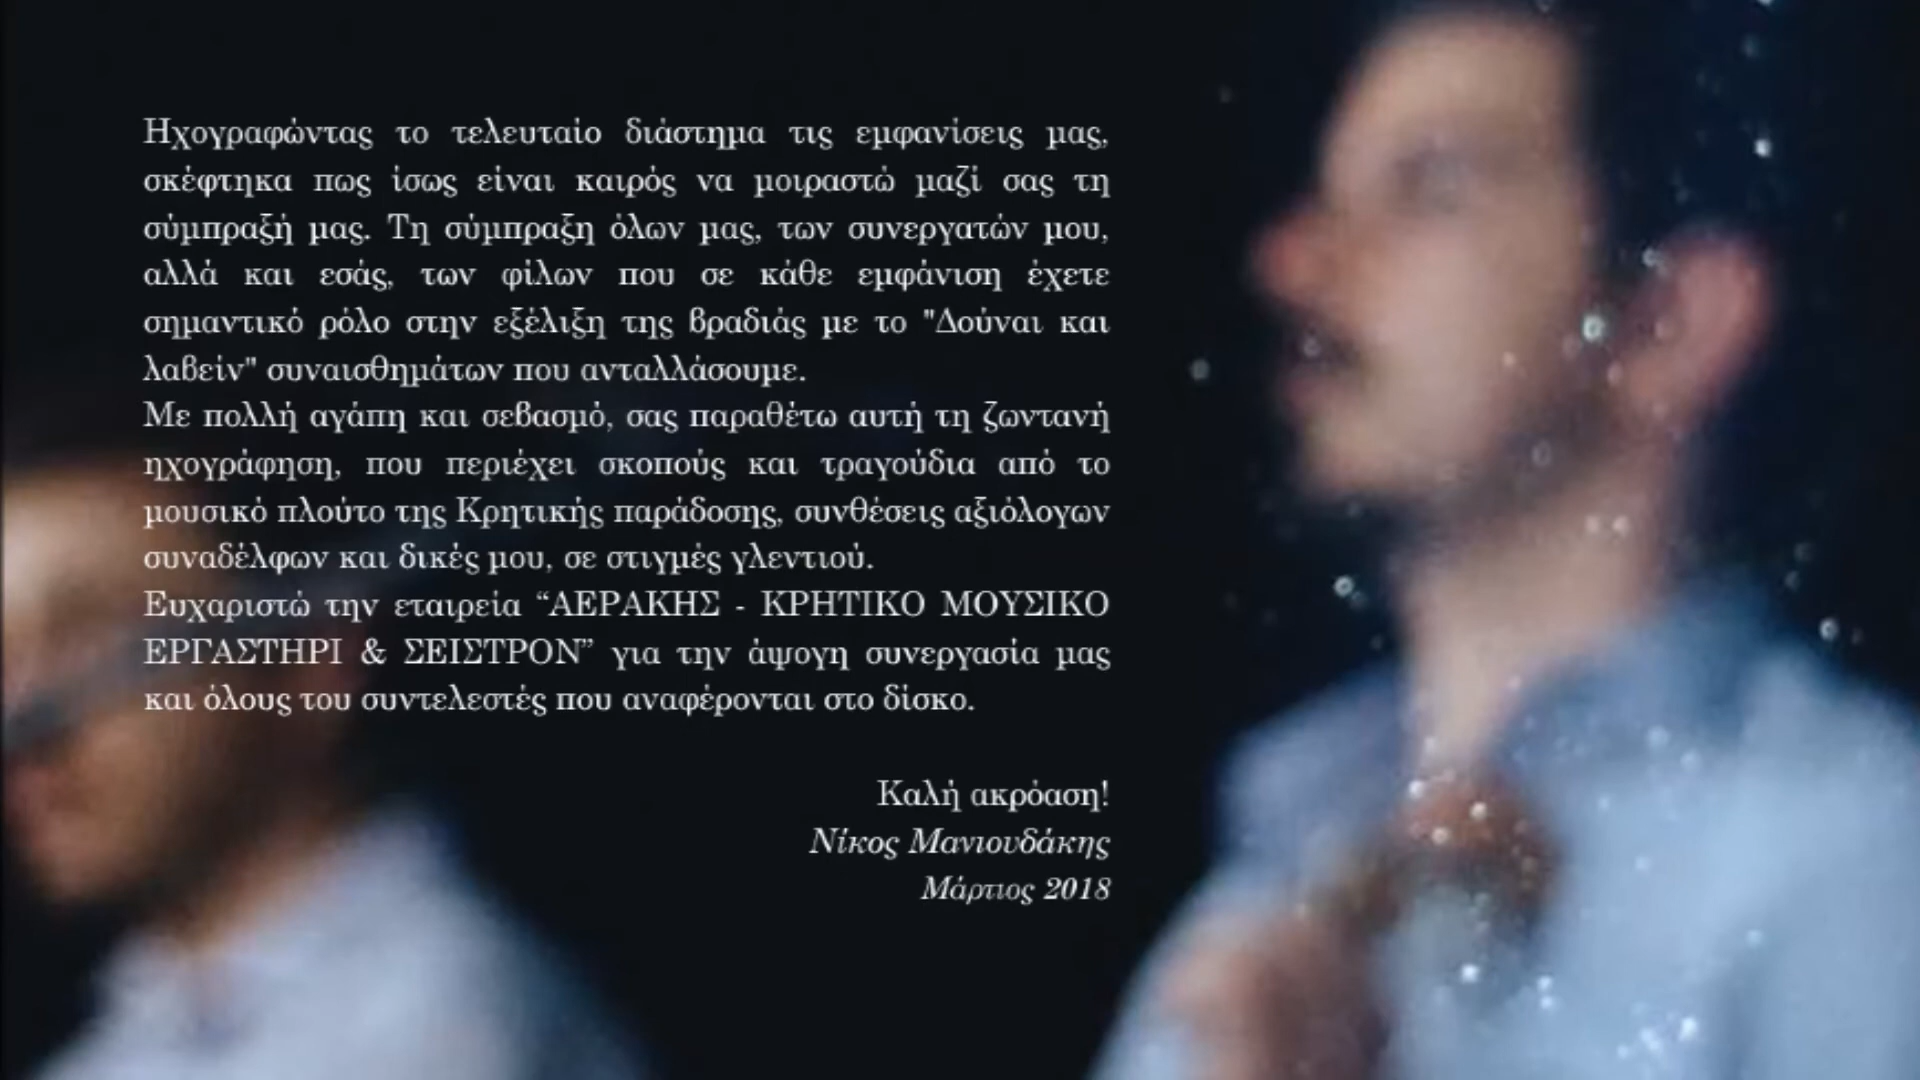 Ηχογραφώντας το τελευταίο διάστημα τις εμφανίσεις μας,
σκέφτηκα πως ίσως είναι καιρός να μοιραστώ μαζί σας τη
σύμπραξή μας. Τη σύμπραξη όλων μας, των συνεργατών μου,
αλλά και εσάς, των φίλων που σε κάθε εμφάνιση έχετε
σημαντικό ρόλο στην εξέλιξη της βραδιάς με το "Δούναι και
λαβείν" συναισθημάτων που ανταλλάσουμε.
Με πολλή αγάπη και σεβασμό, σας παραθέτω αυτή τη ζωντανή
ηχογράφηση, που περιέχει σκοπούς και τραγούδια από το
μουσικό πλούτο της Κρητικής παράδοσης, συνθέσεις αξιόλογων
συναδέλφων και δικές μου, σε στιγμές γλεντιού.
Ευχαριστώ την εταιρεία “ΑΕΡΑΚΗΣ - ΚΡΗΤΙΚΟ ΜΟΥΣΙΚΟ
ΕΡΓΑΣΤΗΡΙ & ΣΕΙΣΤΡΟΝ” για την άψογη συνεργασία μας
και όλους του συντελεστές που αναφέρονται στο δίσκο.
Καλή ακρόαση!
Νίκος Μανιουδάκης
Μάρτιος 2018